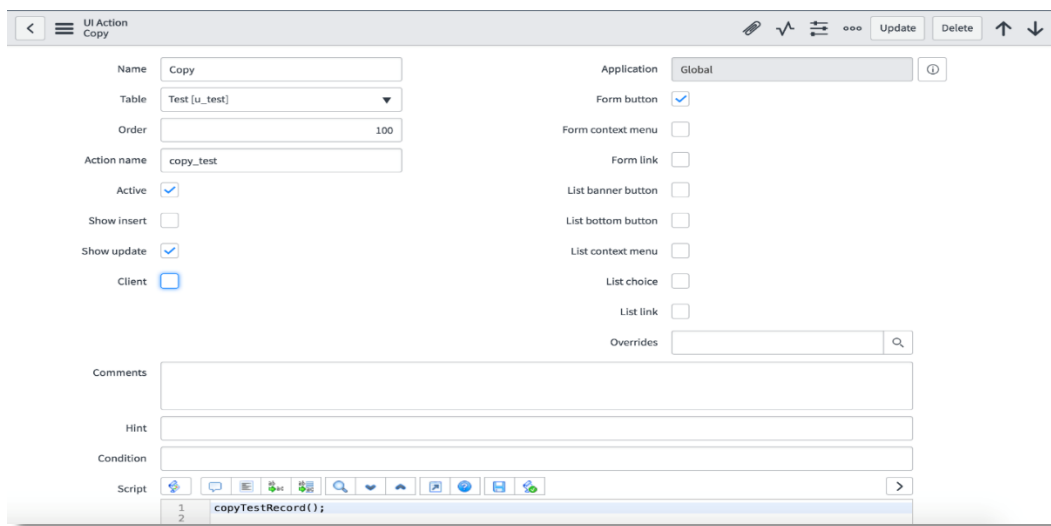 UI Action
Copy
Update
Delete
Name Copy
Application Global
Table Test [u_test]
Form button
Order 100
Form context menu
Action name copy_test
Form link
Active
List banner button
Show insert
List bottom button
Show update
List context menu
Client
List choice
List link
Overrides
Comments
Hint
Condition
Script
1 copyTestRecord();
2